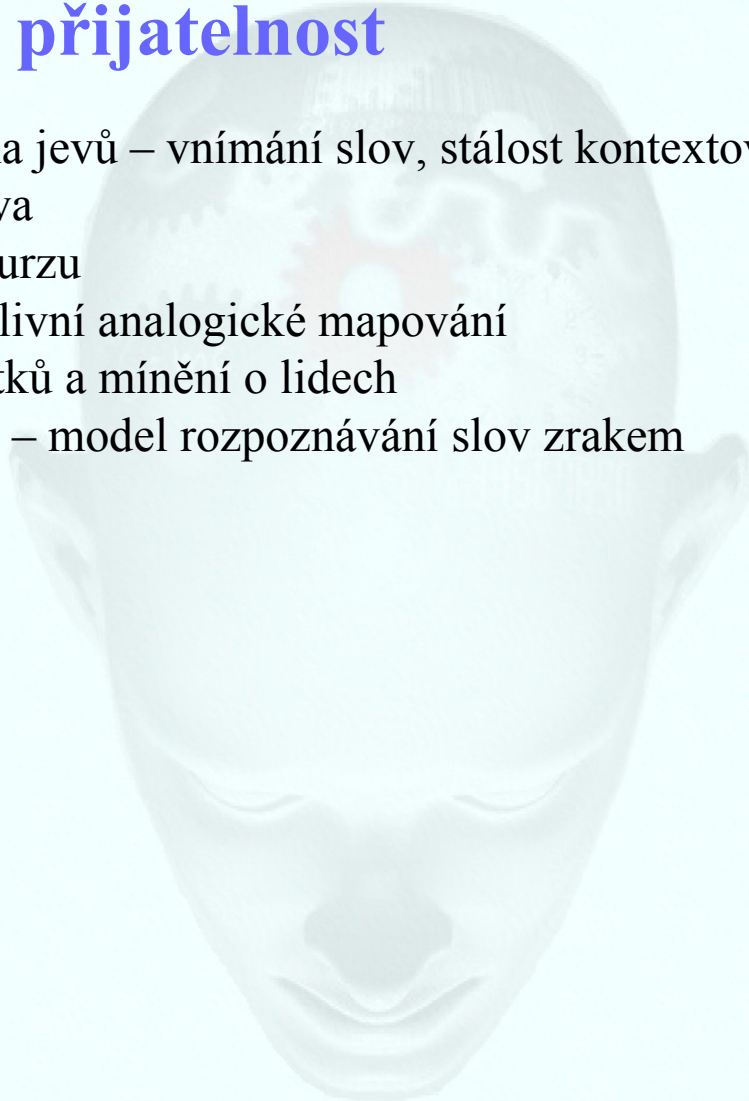 přijatelnost
a jevů – vnímání slov, stálost kontextov
va
urzu
livní analogické mapování
tků a mínění o lidech
– model rozpoznávání slov zrakem